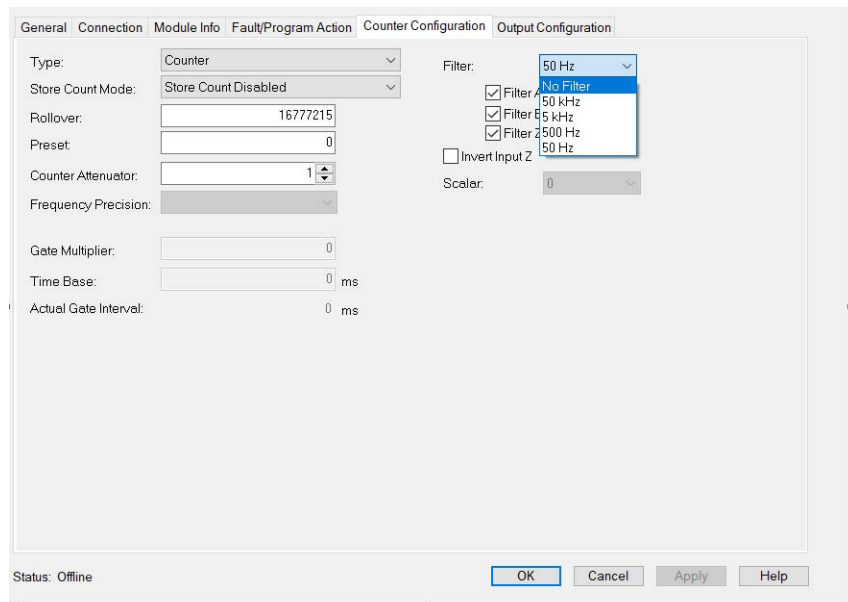 General Connection Module Info Fault/Program Action Counter Configuration Output Configuration
Type: Counter
Store Count Mode: Store Count Disabled
Rollover: 16777215
Preset: 0
Counter Attenuator: 1
Frequency Precision:
Gate Multiplier: 0
Time Base: 0 ms
Actual Gate Interval: 0 ms
Filter: 50 Hz
No Filter
50 kHz
5 kHz
500 Hz
50 Hz
Filter A
Filter
Filter
Invert Input Z
Scalar: 0
Status: Offline
OK Cancel Apply Help